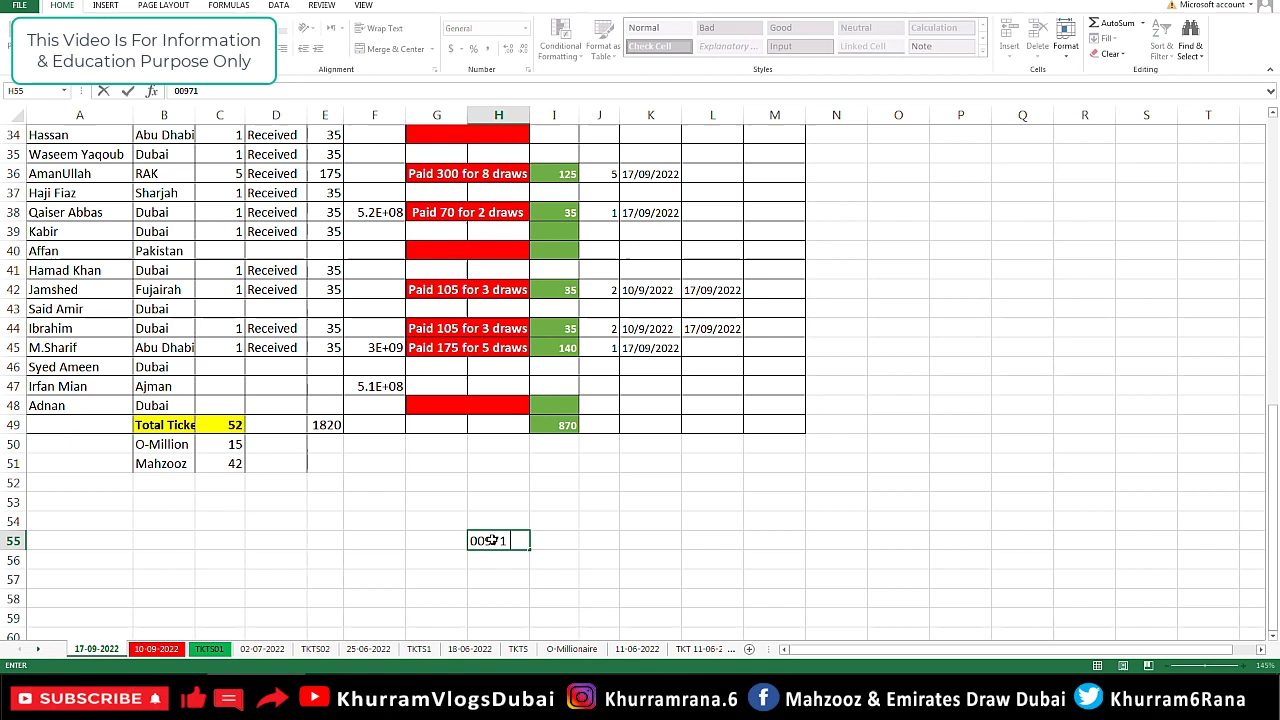 FILE HOME INSERT PAGE LAYOUT FORMULAS DATA REVIEW VIEW Microsoft account
This Video Is For Information
& Education Purpose Only
Wrap Text General Normal Bad Good Neutral Calculation AutoSum
Check Cell Explanatory ... Input Linked Cell Note Fill
Merge & Center % Conditional Formatting Format as Table Insert Delete Format Clear Sort & Filter Find & Select
Alignment Number Styles Cells Editing
H55 fx 00971
A B C D E F G H I J K L M N O P Q R S T
34 Hassan Abu Dhabi 1 Received 35
35 Waseem Yaqoub Dubai 1 Received 35
36 AmanUllah RAK 5 Received 175 Paid 300 for 8 draws 125 5 17/09/2022
37 Haji Fiaz Sharjah 1 Received 35
38 Qaiser Abbas Dubai 1 Received 35 5.2E+08 Paid 70 for 2 draws 35 1 17/09/2022
39 Kabir Dubai 1 Received 35
40 Affan Pakistan
41 Hamad Khan Dubai 1 Received 35
42 Jamshed Fujairah 1 Received 35 Paid 105 for 3 draws 35 2 10/9/2022 17/09/2022
43 Said Amir Dubai
44 Ibrahim Dubai 1 Received 35 Paid 105 for 3 draws 35 2 10/9/2022 17/09/2022
45 M.Sharif Abu Dhabi 1 Received 35 3E+09 Paid 175 for 5 draws 140 1 17/09/2022
46 Syed Ameen Dubai
47 Irfan Mian Ajman 5.1E+08
48 Adnan Dubai
49 Total Ticke 52 1820 870
50 O-Million 15
51 Mahzooz 42
52
53
54
55 00971
56
57
58
59
60
17-09-2022 10-09-2022 TKTS01 02-07-2022 TKTS02 25-06-2022 TKTS1 18-06-2022 TKTS O-Millionaire 11-06-2022 TKT 11-06-2 ...
ENTER 145%
SUBSCRIBE KhurramVlogsDubai Khurramrana.6 Mahzooz & Emirates Draw Dubai Khurram6Rana